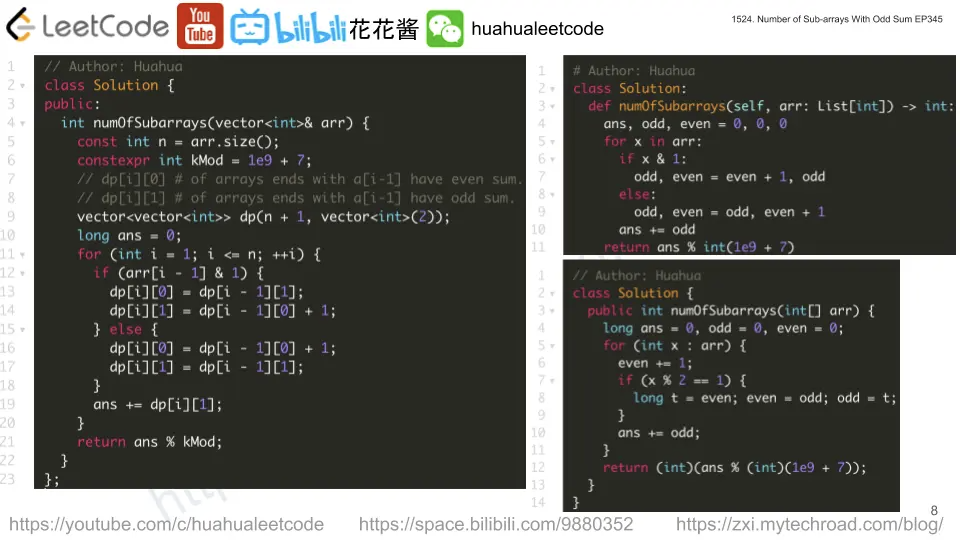 LeetCode
You
Tube
bilibili 花花酱 huahualeetcode
1524. Number of Sub-arrays With Odd Sum EP345
1 // Author: Huahua
2 class Solution {
3 public:
4 int numOfSubarrays(vector<int>& arr) {
5 const int n = arr.size();
6 constexpr int kMod = 1e9 + 7;
7 // dp[i][0] # of arrays ends with a[i-1] have even sum.
8 // dp[i][1] # of arrays ends with a[i-1] have odd sum.
9 vector<vector<int>> dp(n + 1, vector<int>(2));
10 long ans = 0;
11 for (int i = 1; i <= n; ++i) {
12 if (arr[i - 1] & 1) {
13 dp[i][0] = dp[i - 1][1];
14 dp[i][1] = dp[i - 1][0] + 1;
15 } else {
16 dp[i][0] = dp[i - 1][0] + 1;
17 dp[i][1] = dp[i - 1][1];
18 }
19 ans += dp[i][1];
20 }
21 return ans % kMod;
22 }
23 };
1 # Author: Huahua
2 class Solution:
3 def numOfSubarrays(self, arr: List[int]) -> int:
4 ans, odd, even = 0, 0, 0
5 for x in arr:
6 if x & 1:
7 odd, even = even + 1, odd
8 else:
9 odd, even = odd, even + 1
10 ans += odd
11 return ans % int(1e9 + 7)
1 // Author: Huahua
2 class Solution {
3 public int numOfSubarrays(int[] arr) {
4 long ans = 0, odd = 0, even = 0;
5 for (int x : arr) {
6 even += 1;
7 if (x % 2 == 1) {
8 long t = even; even = odd; odd = t;
9 }
10 ans += odd;
11 }
12 return (int)(ans % (int)(1e9 + 7));
13 }
14 }
8
https://youtube.com/c/huahualeetcode https://space.bilibili.com/9880352 https://zxi.mytechroad.com/blog/